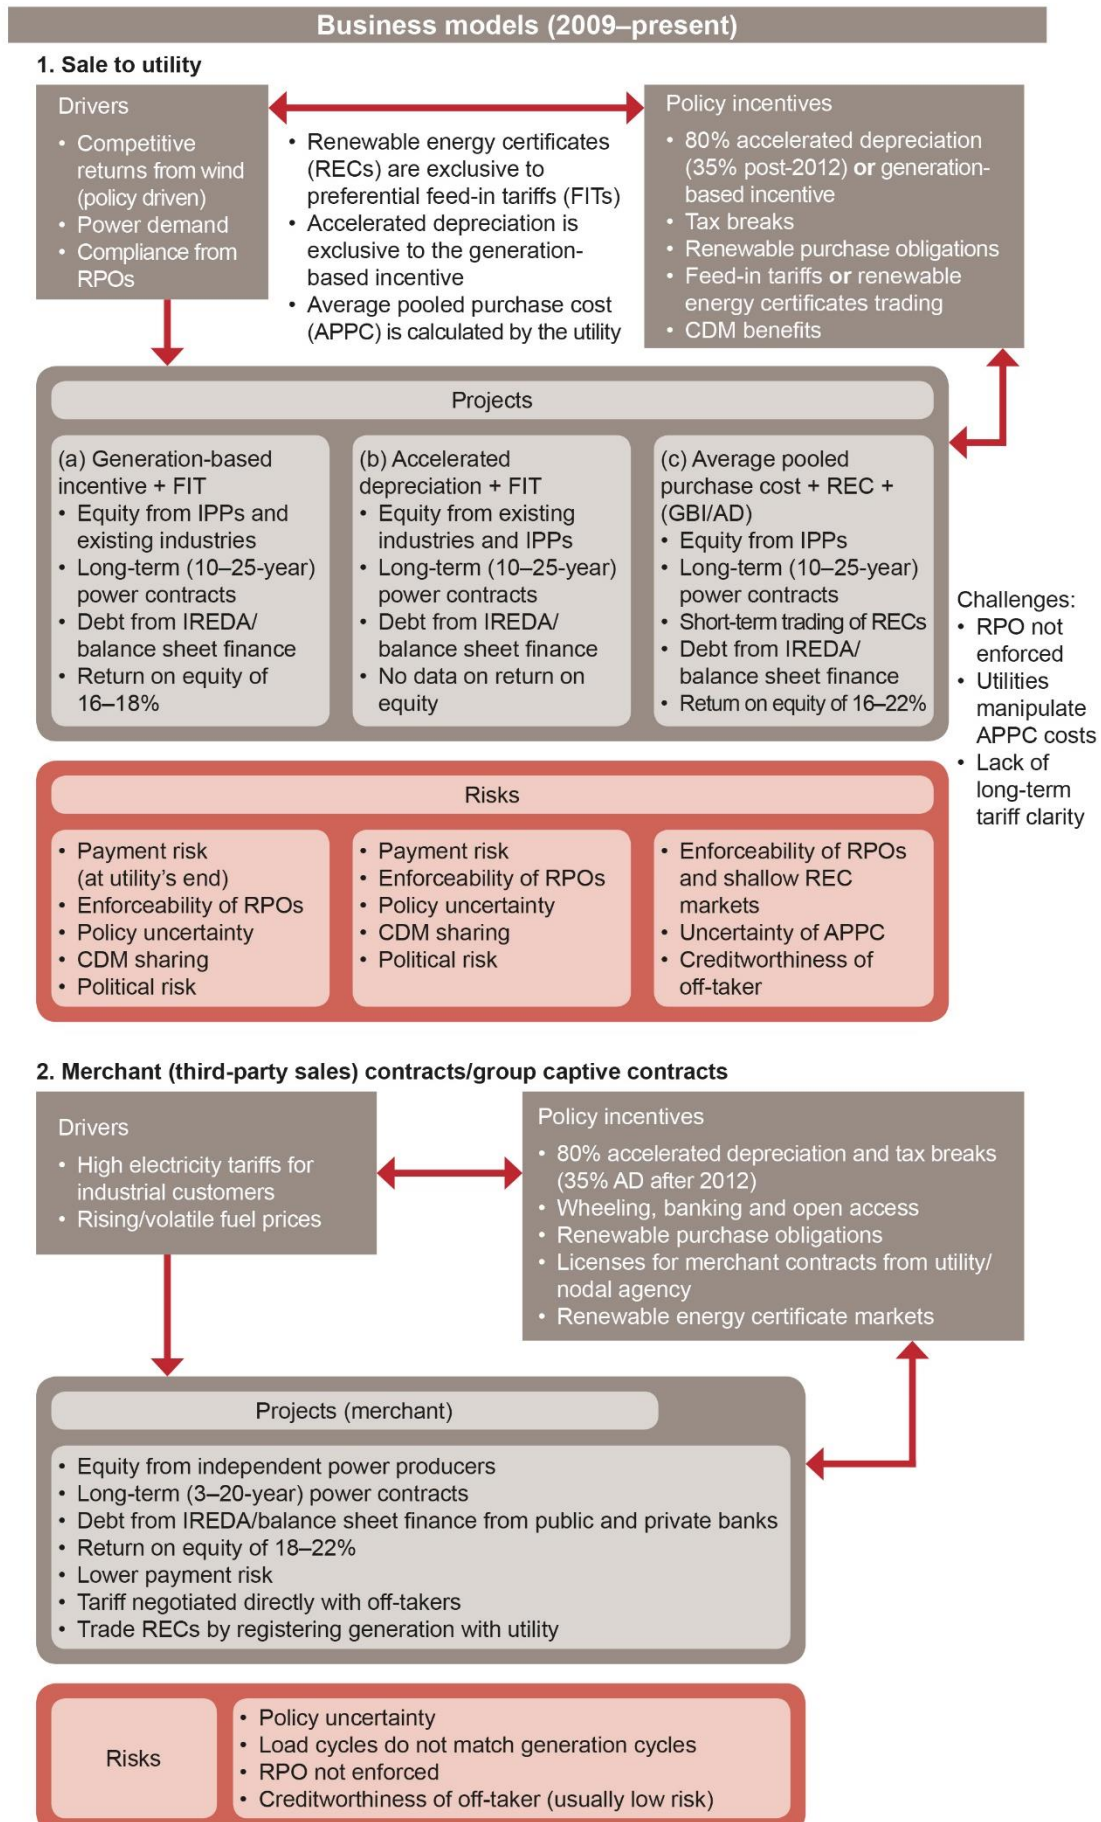 Business models (2009–present)
1. Sale to utility
Drivers
• Competitive
returns from wind
(policy driven)
• Power demand
• Compliance from
RPOs
• Renewable energy certificates
(RECs) are exclusive to
preferential feed-in tariffs (FITs)
• Accelerated depreciation is
exclusive to the generation-
based incentive
• Average pooled purchase cost
(APPC) is calculated by the utility
Policy incentives
• 80% accelerated depreciation
(35% post-2012) or generation-
based incentive
• Tax breaks
• Renewable purchase obligations
• Feed-in tariffs or renewable
energy certificates trading
• CDM benefits
Projects
(a) Generation-based
incentive + FIT
• Equity from IPPs and
existing industries
• Long-term (10–25-year)
power contracts
• Debt from IREDA/
balance sheet finance
• Return on equity of
16–18%
(b) Accelerated
depreciation + FIT
• Equity from existing
industries and IPPs
• Long-term (10–25-year)
power contracts
• Debt from IREDA/
balance sheet finance
• No data on return on
equity
(c) Average pooled
purchase cost + REC +
(GBI/AD)
• Equity from IPPs
• Long-term (10–25-year)
power contracts
• Short-term trading of RECs
• Debt from IREDA/
balance sheet finance
• Return on equity of 16–22%
Challenges:
• RPO not
enforced
• Utilities
manipulate
APPC costs
• Lack of
long-term
tariff clarity
Risks
• Payment risk
(at utility’s end)
• Enforceability of RPOs
• Policy uncertainty
• CDM sharing
• Political risk
• Payment risk
• Enforceability of RPOs
• Policy uncertainty
• CDM sharing
• Political risk
• Enforceability of RPOs
and shallow REC
markets
• Uncertainty of APPC
• Creditworthiness of
off-taker
2. Merchant (third-party sales) contracts/group captive contracts
Drivers
• High electricity tariffs for
industrial customers
• Rising/volatile fuel prices
Policy incentives
• 80% accelerated depreciation and tax breaks
(35% AD after 2012)
• Wheeling, banking and open access
• Renewable purchase obligations
• Licenses for merchant contracts from utility/
nodal agency
• Renewable energy certificate markets
Projects (merchant)
• Equity from independent power producers
• Long-term (3–20-year) power contracts
• Debt from IREDA/balance sheet finance from public and private banks
• Return on equity of 18–22%
• Lower payment risk
• Tariff negotiated directly with off-takers
• Trade RECs by registering generation with utility
Risks
• Policy uncertainty
• Load cycles do not match generation cycles
• RPO not enforced
• Creditworthiness of off-taker (usually low risk)